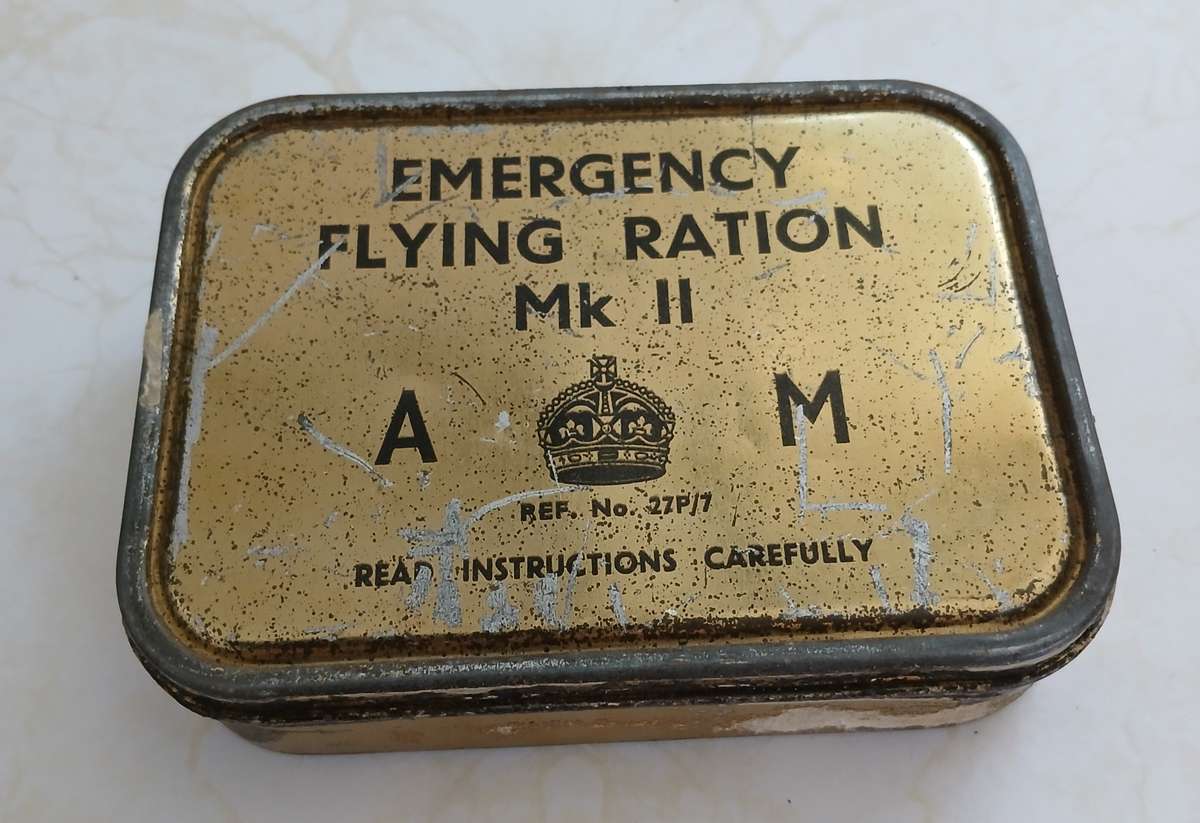 EMERGENCY
FLYING RATION
Mk II
A M
REF. No. 27P/7
READ INSTRUCTIONS CAREFULLY